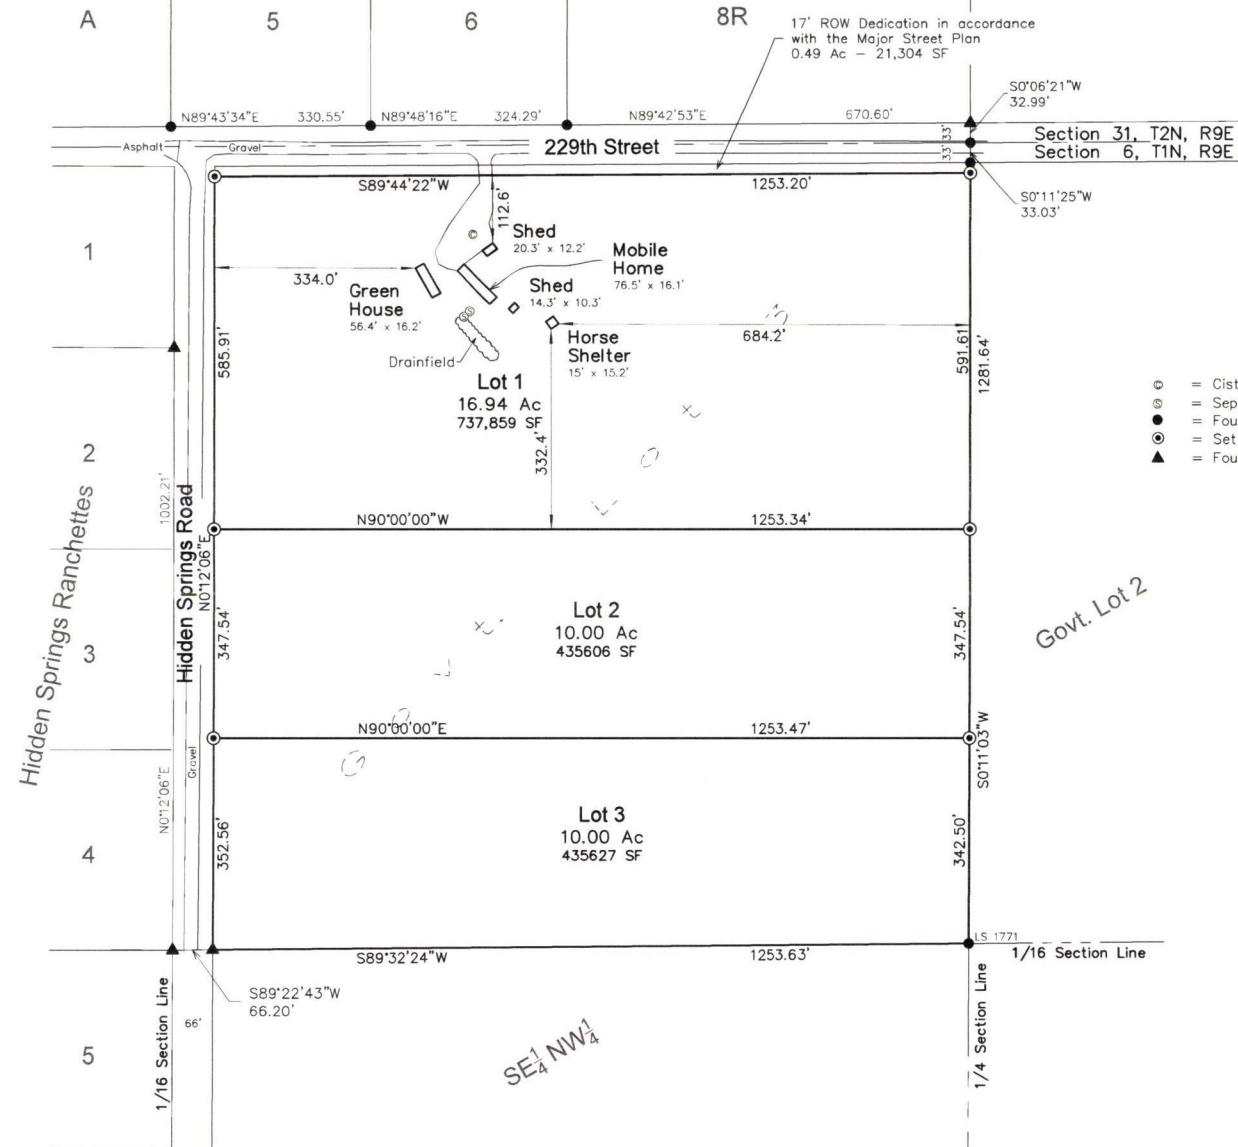 A
5
6
8R
17' ROW Dedication in accordance
with the Major Street Plan
0.49 Ac – 21,304 SF
S0°06'21"W
32.99'
N89°43'34"E 330.55'
N89°48'16"E 324.29'
N89°42'53"E 670.60'
33'
33'
Section 31, T2N, R9E
Section 6, T1N, R9E
Asphalt
Gravel
229th Street
S89°44'22"W 1253.20'
S0°11'25"W
33.03'
1
112.6'
Shed
20.3' x 12.2'
Mobile
Home
76.5' x 16.1'
334.0'
Green
House
56.4' x 16.2'
Shed
14.3' x 10.3'
684.2'
Horse
Shelter
15' x 15.2'
Drainfield
585.91'
591.61'
1281.64'
Lot 1
16.94 Ac
737,859 SF
332.4'
© = Cist
Ⓢ = Sep
= Fou
= Set
= Fou
2
1002.21'
Hidden Springs Road
N0°12'06"E
N90°00'00"W 1253.34'
Hidden Springs Ranchettes
Lot 2
10.00 Ac
435606 SF
347.54'
347.54'
Govt. Lot 2
3
N90°00'00"E 1253.47'
S0°11'03"W
Gravel
N0°12'06"E
Lot 3
10.00 Ac
435627 SF
352.56'
342.50'
4
LS 1771
1/16 Section Line
S89°32'24"W 1253.63'
S89°22'43"W
66.20'
66'
1/16 Section Line
1/4 Section Line
5
SE¼ NW¼